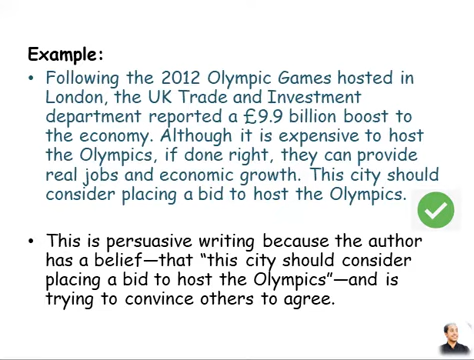 Example:
• Following the 2012 Olympic Games hosted in
London, the UK Trade and Investment
department reported a £9.9 billion boost to
the economy. Although it is expensive to host
the Olympics, if done right, they can provide
real jobs and economic growth. This city should
consider placing a bid to host the Olympics.
• This is persuasive writing because the author
has a belief—that “this city should consider
placing a bid to host the Olympics”—and is
trying to convince others to agree.